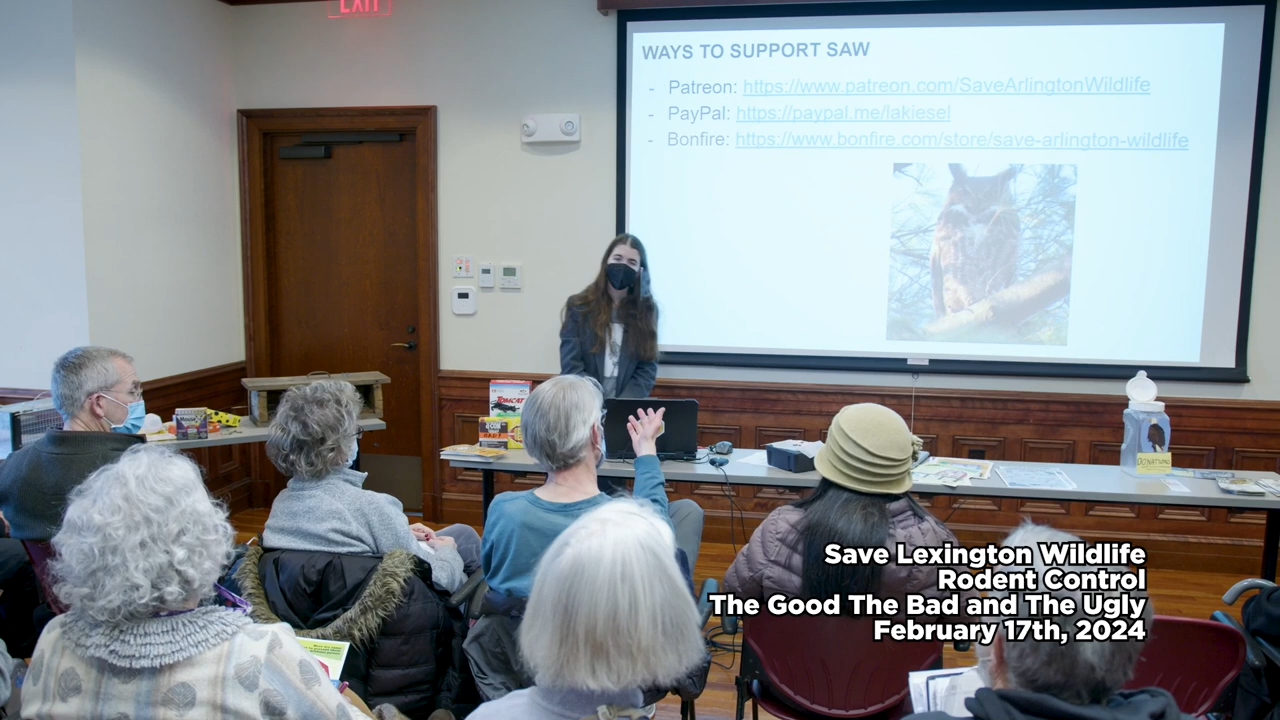 EXIT
WAYS TO SUPPORT SAW
- Patreon: https://www.patreon.com/SaveArlingtonWildlife
- PayPal: https://paypal.me/lakiesel
- Bonfire: https://www.bonfire.com/store/save-arlington-wildlife
TOMCAT
d-CON
DONATIONS
Save Lexington Wildlife
Rodent Control
The Good The Bad and The Ugly
February 17th, 2024